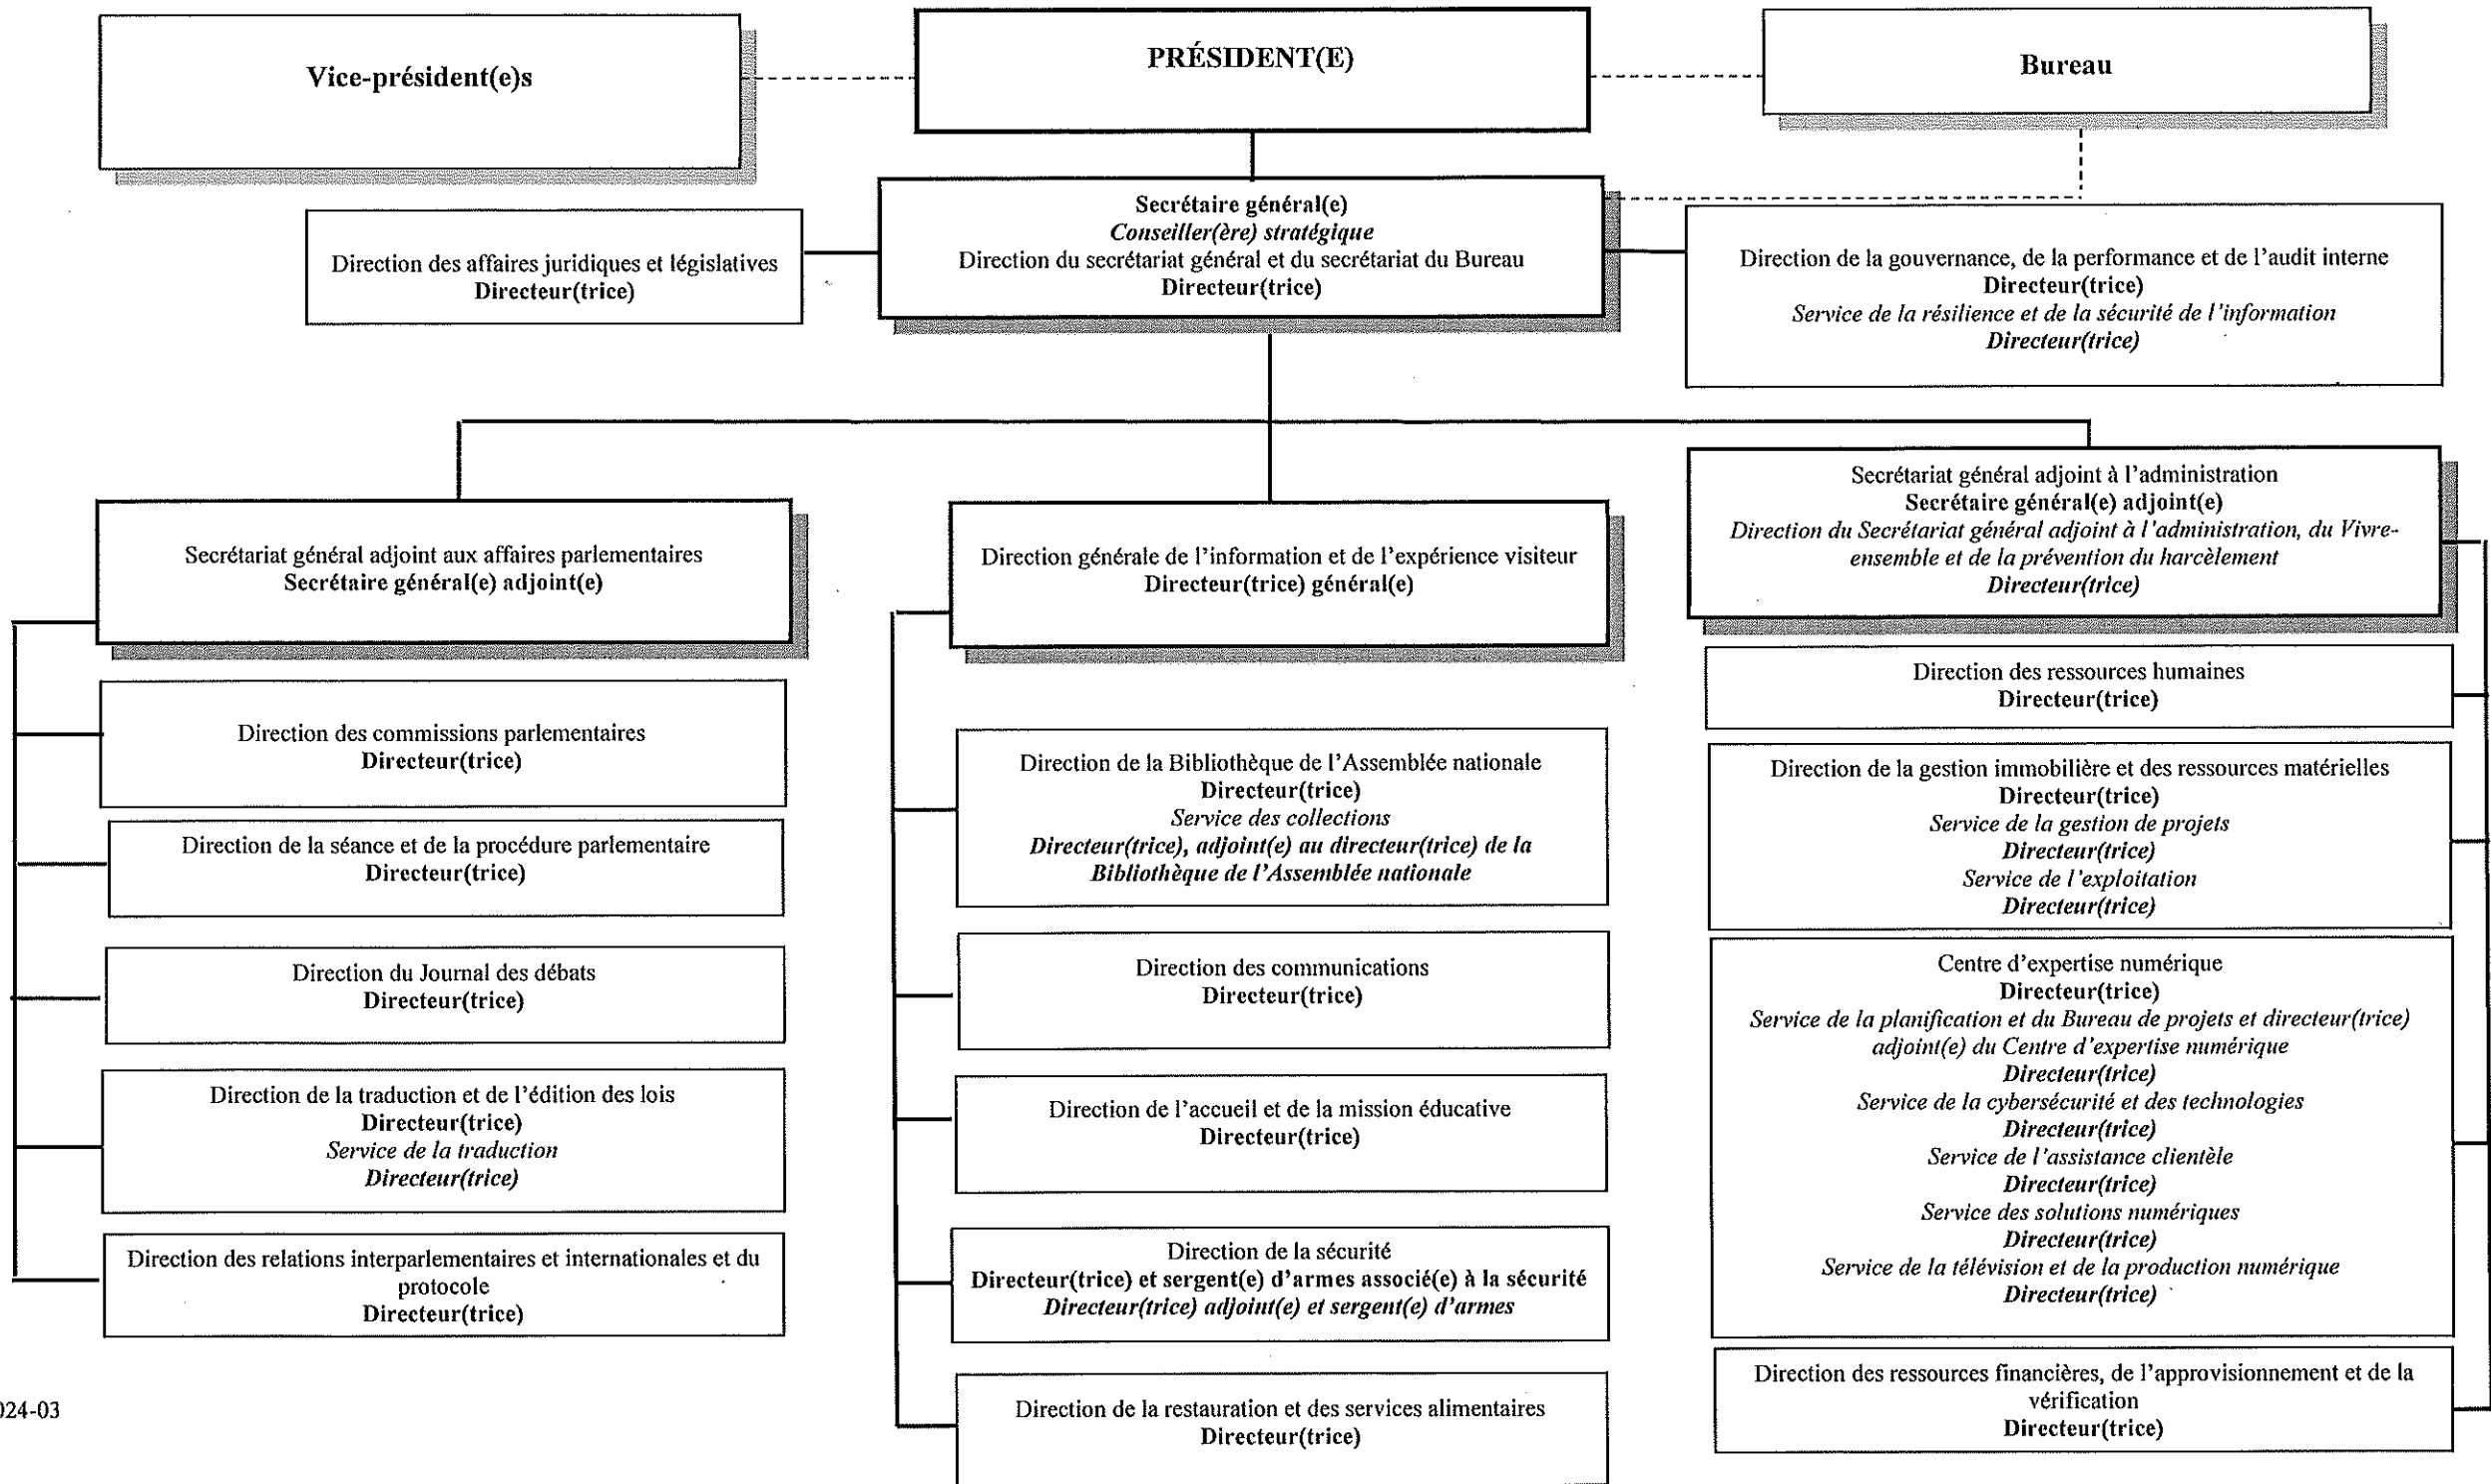 Vice-président(e)s
PRÉSIDENT(E)
Bureau
Secrétaire général(e)
Conseiller(ère) stratégique
Direction du secrétariat général et du secrétariat du Bureau
Directeur(trice)
Direction des affaires juridiques et législatives
Directeur(trice)
Direction de la gouvernance, de la performance et de l'audit interne
Directeur(trice)
Service de la résilience et de la sécurité de l'information
Directeur(trice)
Secrétariat général adjoint aux affaires parlementaires
Secrétaire général(e) adjoint(e)
Direction des commissions parlementaires
Directeur(trice)
Direction de la séance et de la procédure parlementaire
Directeur(trice)
Direction du Journal des débats
Directeur(trice)
Direction de la traduction et de l'édition des lois
Directeur(trice)
Service de la traduction
Directeur(trice)
Direction des relations interparlementaires et internationales et du
protocole
Directeur(trice)
Direction générale de l'information et de l'expérience visiteur
Directeur(trice) général(e)
Direction de la Bibliothèque de l'Assemblée nationale
Directeur(trice)
Service des collections
Directeur(trice), adjoint(e) au directeur(trice) de la
Bibliothèque de l'Assemblée nationale
Direction des communications
Directeur(trice)
Direction de l'accueil et de la mission éducative
Directeur(trice)
Direction de la sécurité
Directeur(trice) et sergent(e) d'armes associé(e) à la sécurité
Directeur(trice) adjoint(e) et sergent(e) d'armes
Direction de la restauration et des services alimentaires
Directeur(trice)
Secrétariat général adjoint à l'administration
Secrétaire général(e) adjoint(e)
Direction du Secrétariat général adjoint à l'administration, du Vivre-
ensemble et de la prévention du harcèlement
Directeur(trice)
Direction des ressources humaines
Directeur(trice)
Direction de la gestion immobilière et des ressources matérielles
Directeur(trice)
Service de la gestion de projets
Directeur(trice)
Service de l'exploitation
Directeur(trice)
Centre d'expertise numérique
Directeur(trice)
Service de la planification et du Bureau de projets et directeur(trice)
adjoint(e) du Centre d'expertise numérique
Directeur(trice)
Service de la cybersécurité et des technologies
Directeur(trice)
Service de l'assistance clientèle
Directeur(trice)
Service des solutions numériques
Directeur(trice)
Service de la télévision et de la production numérique
Directeur(trice)
Direction des ressources financières, de l'approvisionnement et de la
vérification
Directeur(trice)
024-03